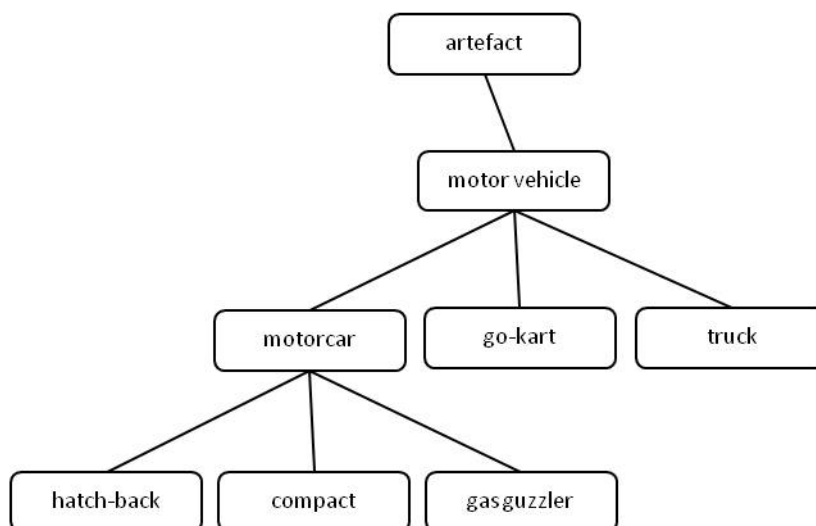 artefact
motor vehicle
motorcar
go-kart
truck
hatch-back
compact
gas guzzler